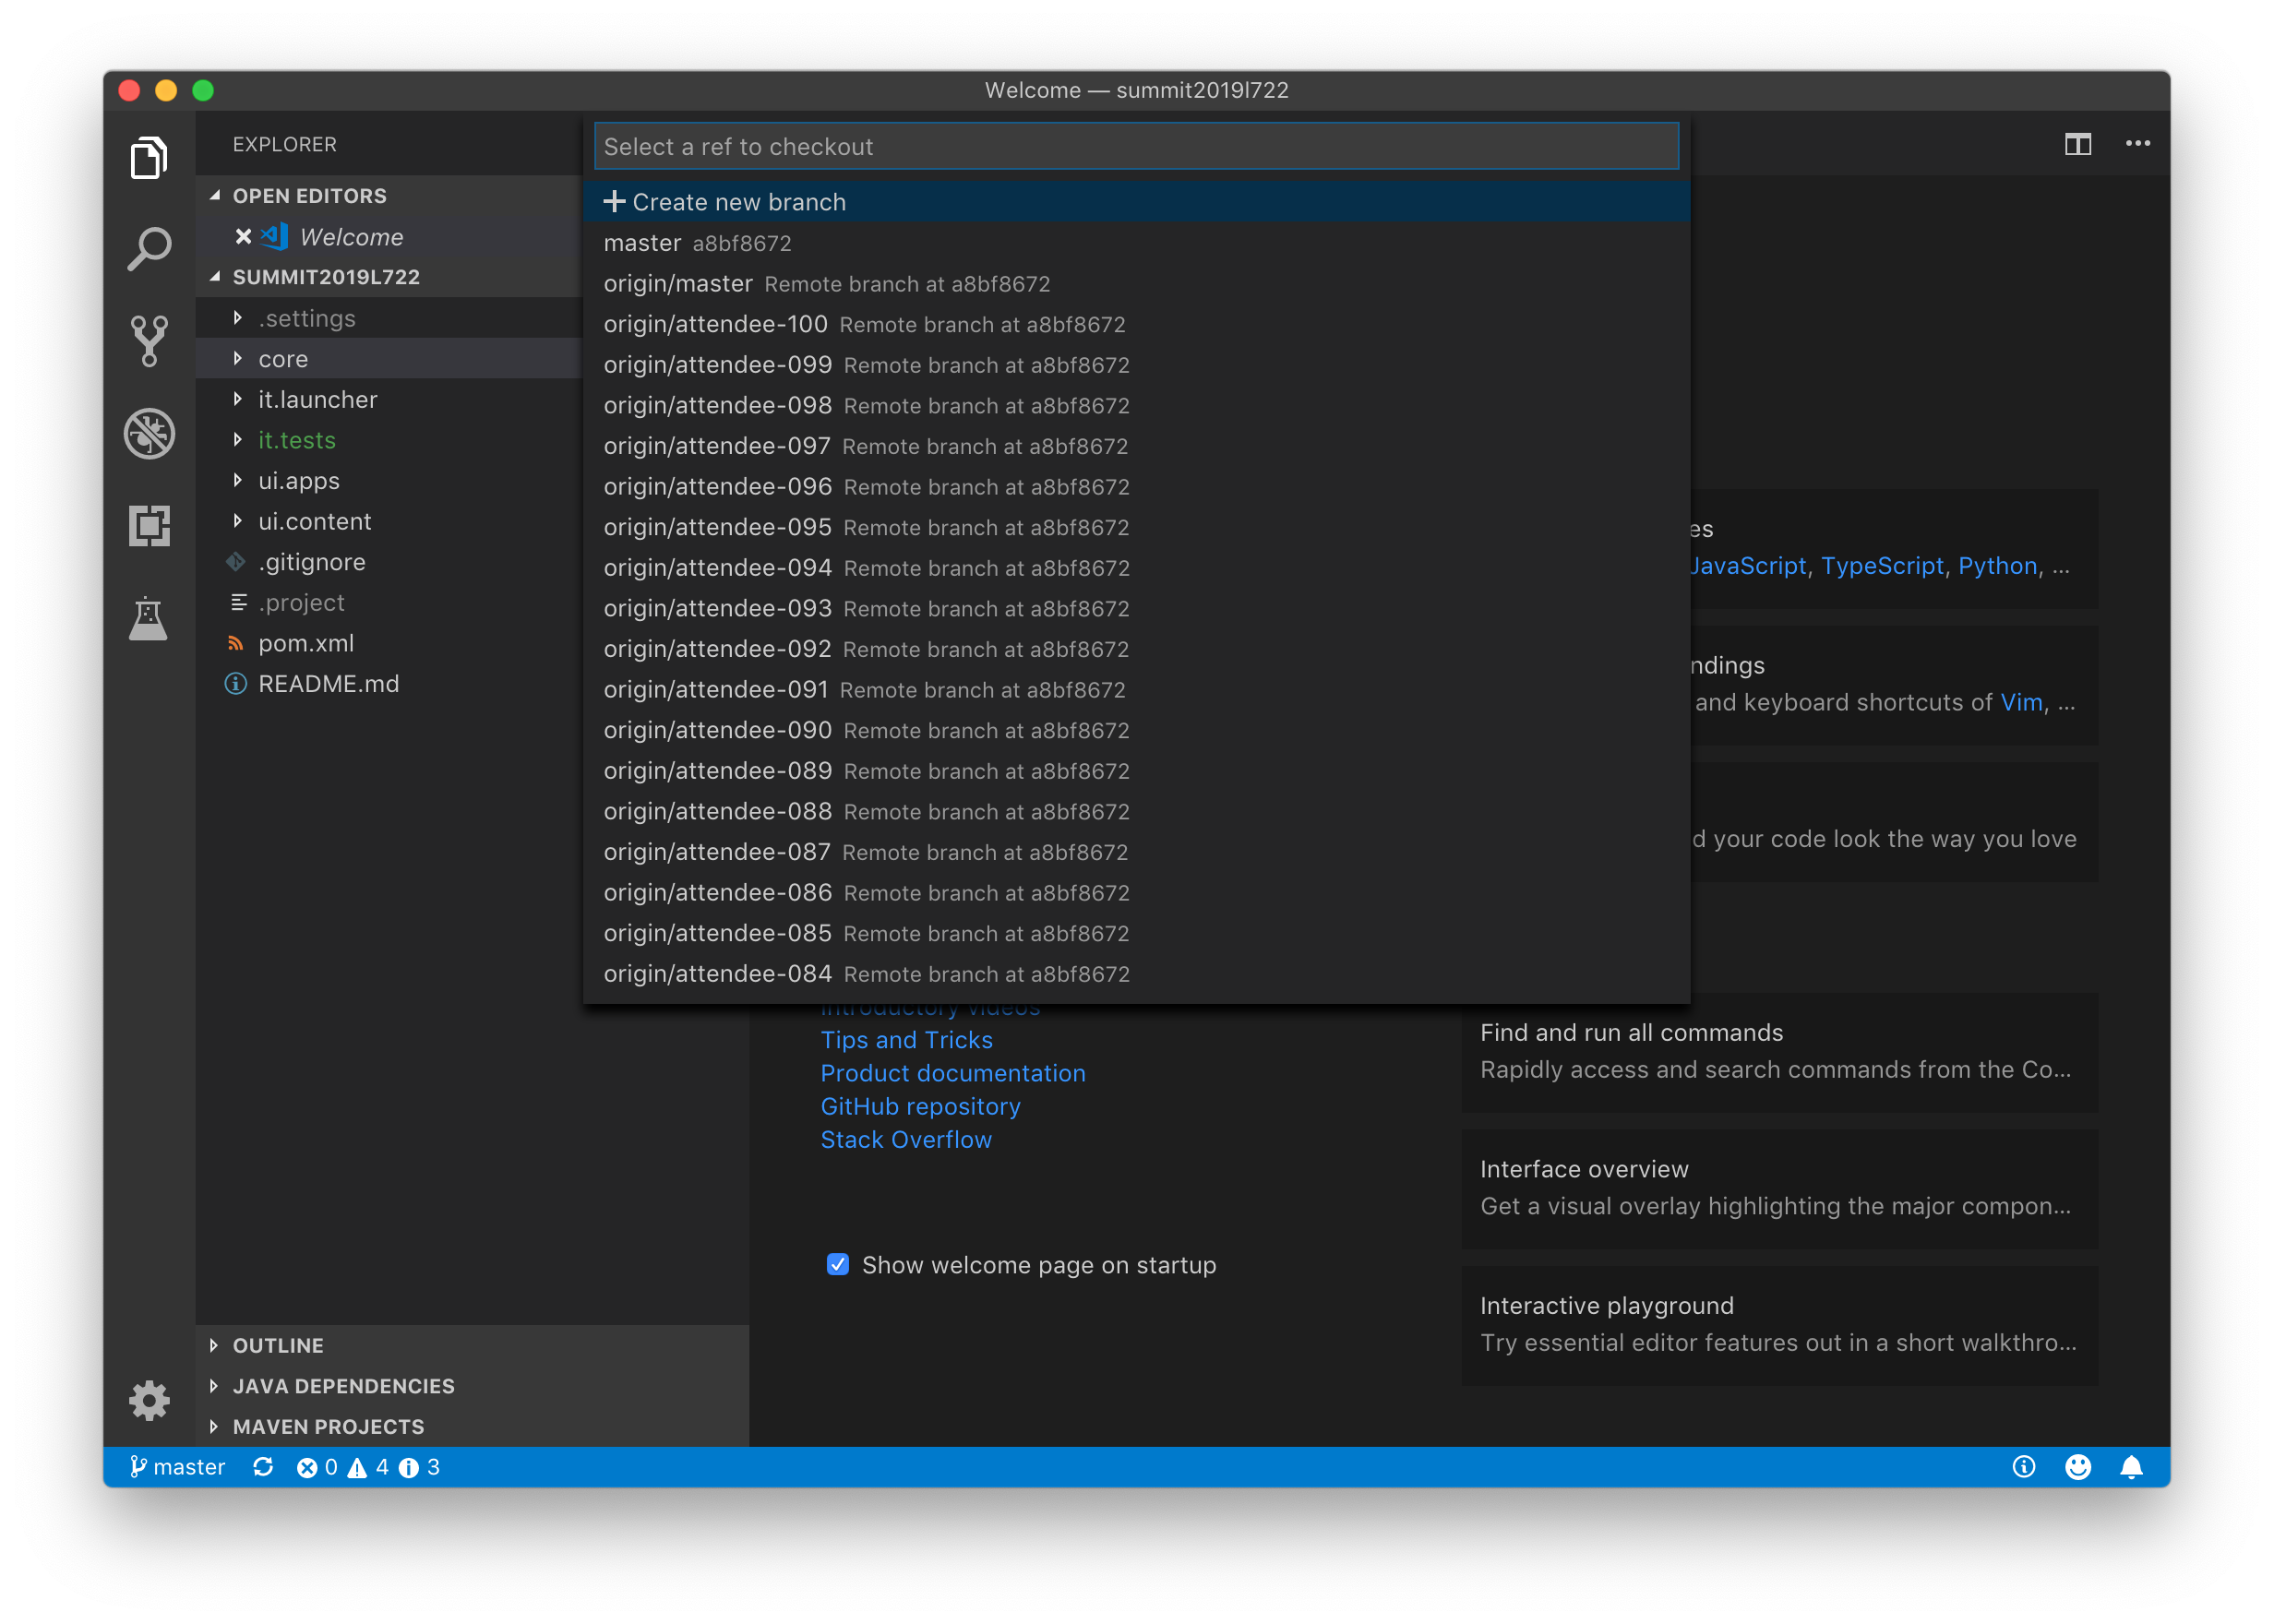 Welcome — summit2019l722
EXPLORER
OPEN EDITORS
Welcome
SUMMIT2019L722
.settings
core
it.launcher
it.tests
ui.apps
ui.content
.gitignore
.project
pom.xml
README.md
OUTLINE
JAVA DEPENDENCIES
MAVEN PROJECTS
Select a ref to checkout
Create new branch
master a8bf8672
origin/master Remote branch at a8bf8672
origin/attendee-100 Remote branch at a8bf8672
origin/attendee-099 Remote branch at a8bf8672
origin/attendee-098 Remote branch at a8bf8672
origin/attendee-097 Remote branch at a8bf8672
origin/attendee-096 Remote branch at a8bf8672
origin/attendee-095 Remote branch at a8bf8672
origin/attendee-094 Remote branch at a8bf8672
origin/attendee-093 Remote branch at a8bf8672
origin/attendee-092 Remote branch at a8bf8672
origin/attendee-091 Remote branch at a8bf8672
origin/attendee-090 Remote branch at a8bf8672
origin/attendee-089 Remote branch at a8bf8672
origin/attendee-088 Remote branch at a8bf8672
origin/attendee-087 Remote branch at a8bf8672
origin/attendee-086 Remote branch at a8bf8672
origin/attendee-085 Remote branch at a8bf8672
origin/attendee-084 Remote branch at a8bf8672
Introductory videos
Tips and Tricks
Product documentation
GitHub repository
Stack Overflow
Show welcome page on startup
es
JavaScript, TypeScript, Python, ...
ndings
and keyboard shortcuts of Vim, ...
d your code look the way you love
Find and run all commands
Rapidly access and search commands from the Co...
Interface overview
Get a visual overlay highlighting the major compon...
Interactive playground
Try essential editor features out in a short walkthro...
master 0 4 3